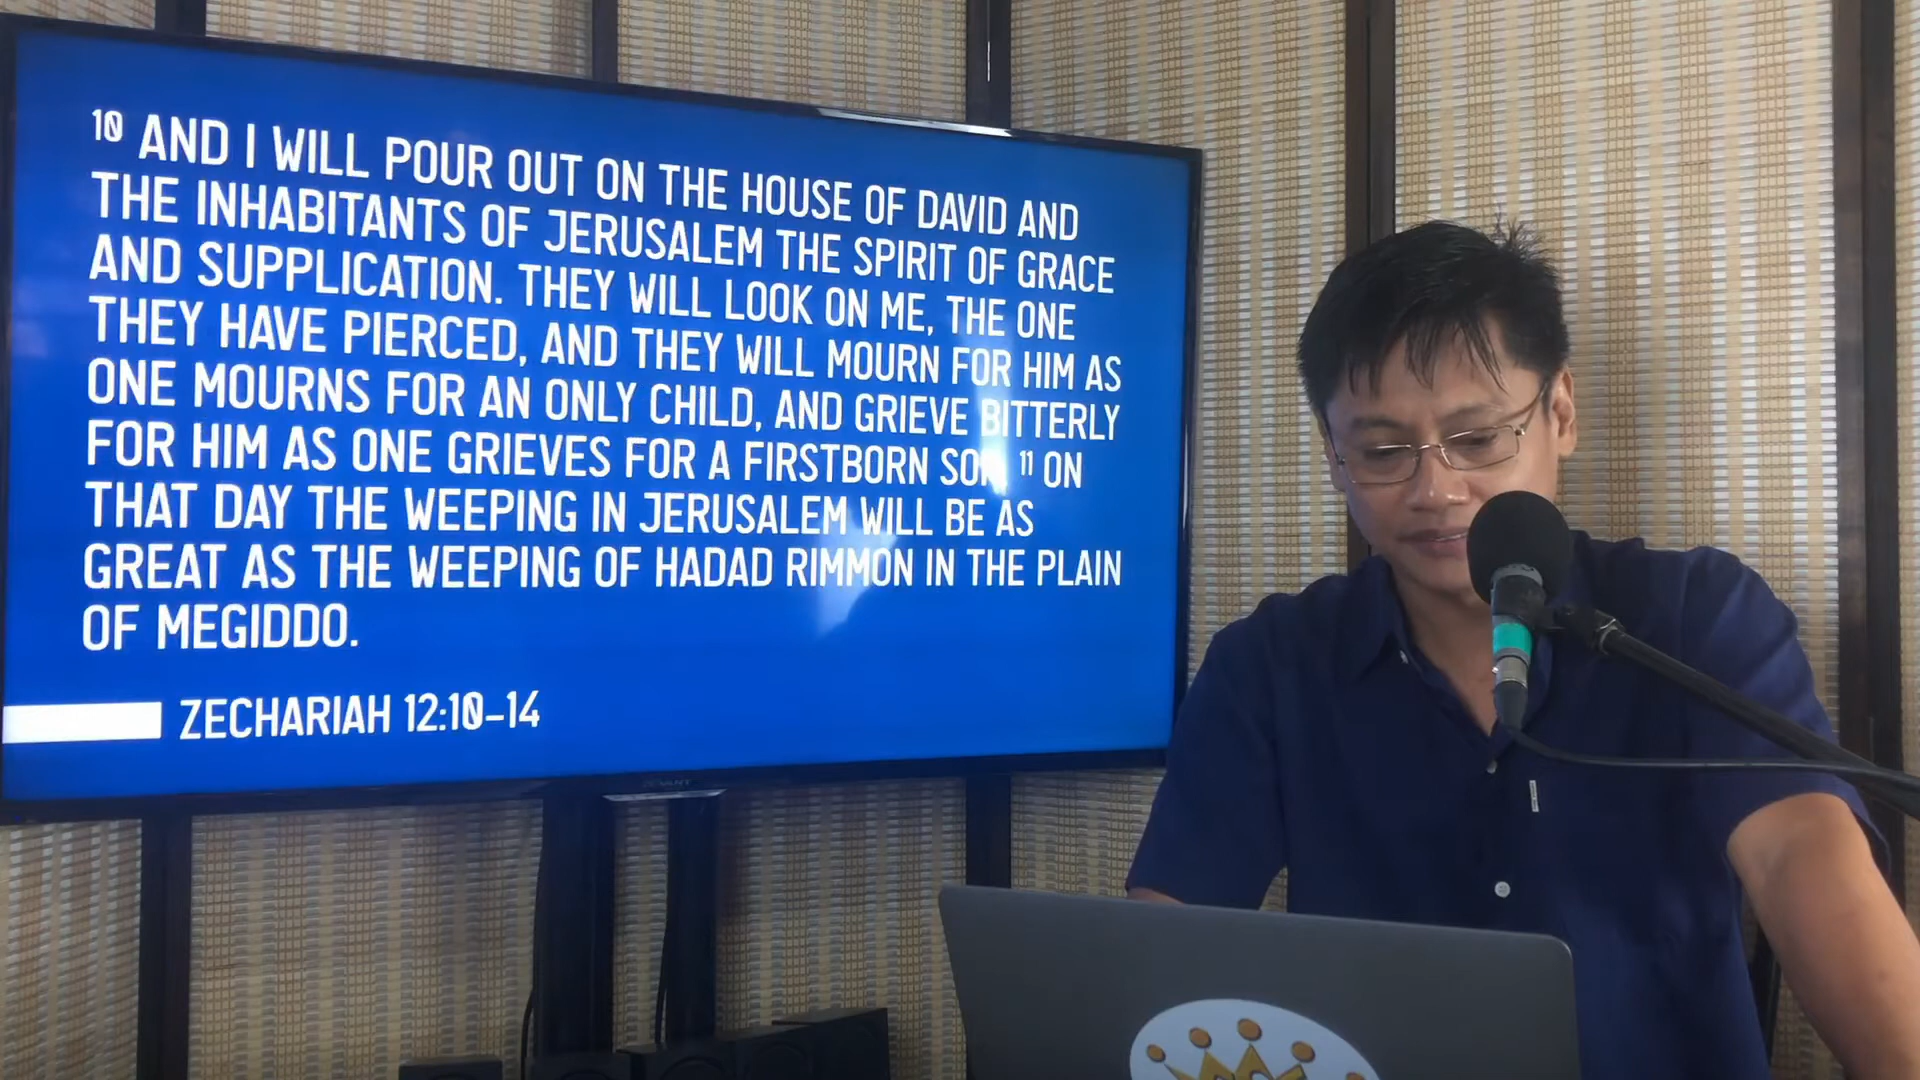 10 AND I WILL POUR OUT ON THE HOUSE OF DAVID AND
THE INHABITANTS OF JERUSALEM THE SPIRIT OF GRACE
AND SUPPLICATION. THEY WILL LOOK ON ME, THE ONE
THEY HAVE PIERCED, AND THEY WILL MOURN FOR HIM AS
ONE MOURNS FOR AN ONLY CHILD, AND GRIEVE BITTERLY
FOR HIM AS ONE GRIEVES FOR A FIRSTBORN SON. 11 ON
THAT DAY THE WEEPING IN JERUSALEM WILL BE AS
GREAT AS THE WEEPING OF HADAD RIMMON IN THE PLAIN
OF MEGIDDO.
ZECHARIAH 12:10–14